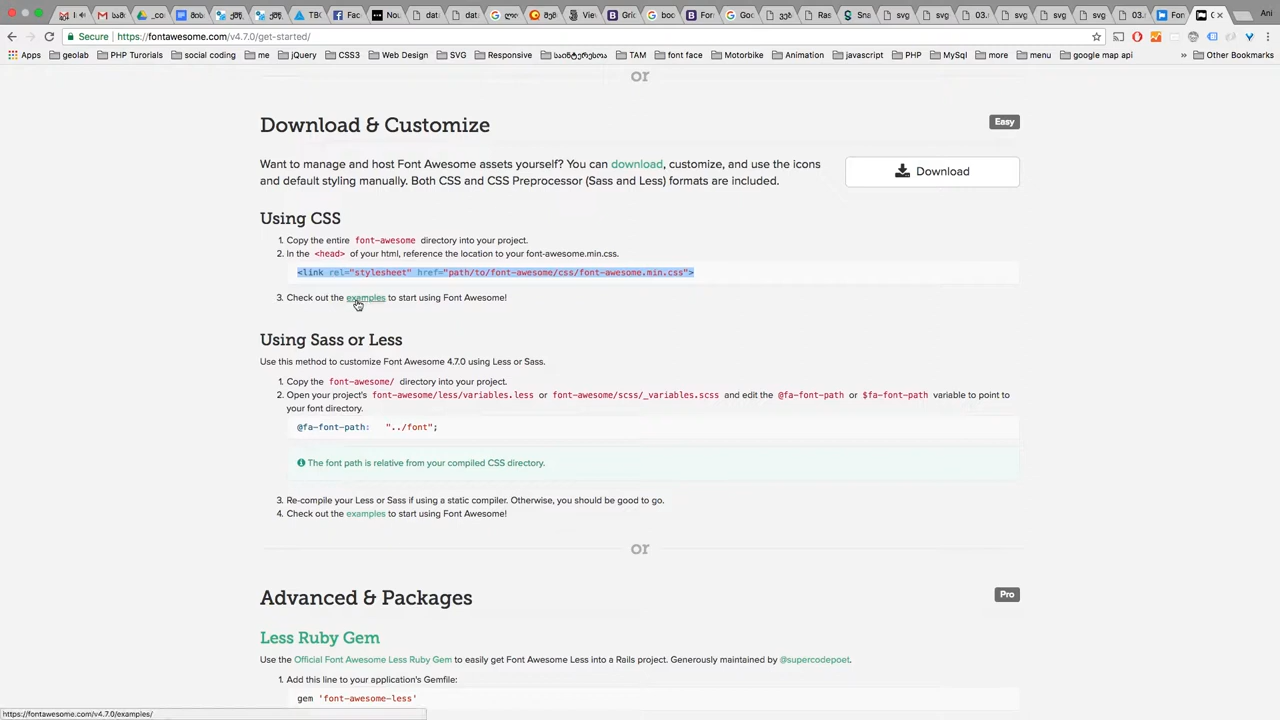 Ani
Secure
https://fontawesome.com/v4.7.0/get-started/
Apps geolab PHP Turorials social coding me jQuery CSS3 Web Design SVG Responsive საინტერესოა TAM font face Motorbike Animation javascript PHP MySql more menu google map api » Other Bookmarks
or
Download & Customize
Easy
Want to manage and host Font Awesome assets yourself? You can download, customize, and use the icons
and default styling manually. Both CSS and CSS Preprocessor (Sass and Less) formats are included.
Download
Using CSS
1. Copy the entire font-awesome directory into your project.
2. In the <head> of your html, reference the location to your font-awesome.min.css.
<link rel="stylesheet" href="path/to/font-awesome/css/font-awesome.min.css">
3. Check out the examples to start using Font Awesome!
Using Sass or Less
Use this method to customize Font Awesome 4.7.0 using Less or Sass.
1. Copy the font-awesome/ directory into your project.
2. Open your project's font-awesome/less/variables.less or font-awesome/scss/_variables.scss and edit the @fa-font-path or $fa-font-path variable to point to
your font directory.
@fa-font-path: "../font";
The font path is relative from your compiled CSS directory.
3. Re-compile your Less or Sass if using a static compiler. Otherwise, you should be good to go.
4. Check out the examples to start using Font Awesome!
or
Advanced & Packages
Pro
Less Ruby Gem
Use the Official Font Awesome Less Ruby Gem to easily get Font Awesome Less into a Rails project. Generously maintained by @supercodepoet.
1. Add this line to your application's Gemfile:
gem 'font-awesome-less'
https://fontawesome.com/v4.7.0/examples/